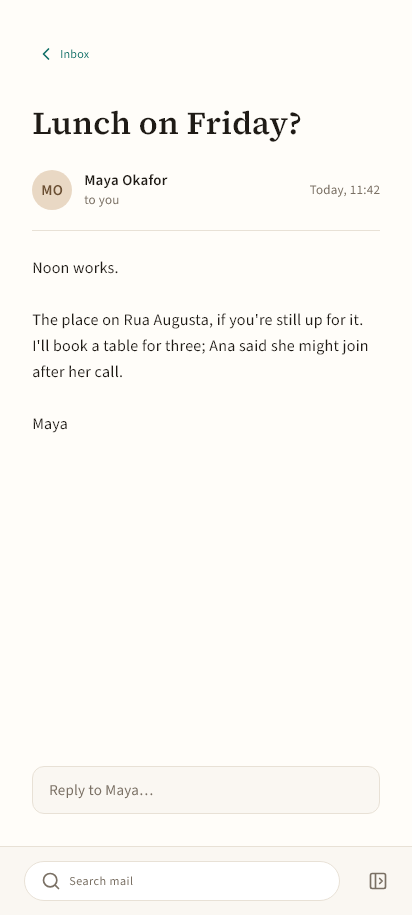 Inbox
Lunch on Friday?
MO
Maya Okafor
to you
Today, 11:42
Noon works.
The place on Rua Augusta, if you're still up for it.
I'll book a table for three; Ana said she might join
after her call.
Maya
Reply to Maya…
Search mail